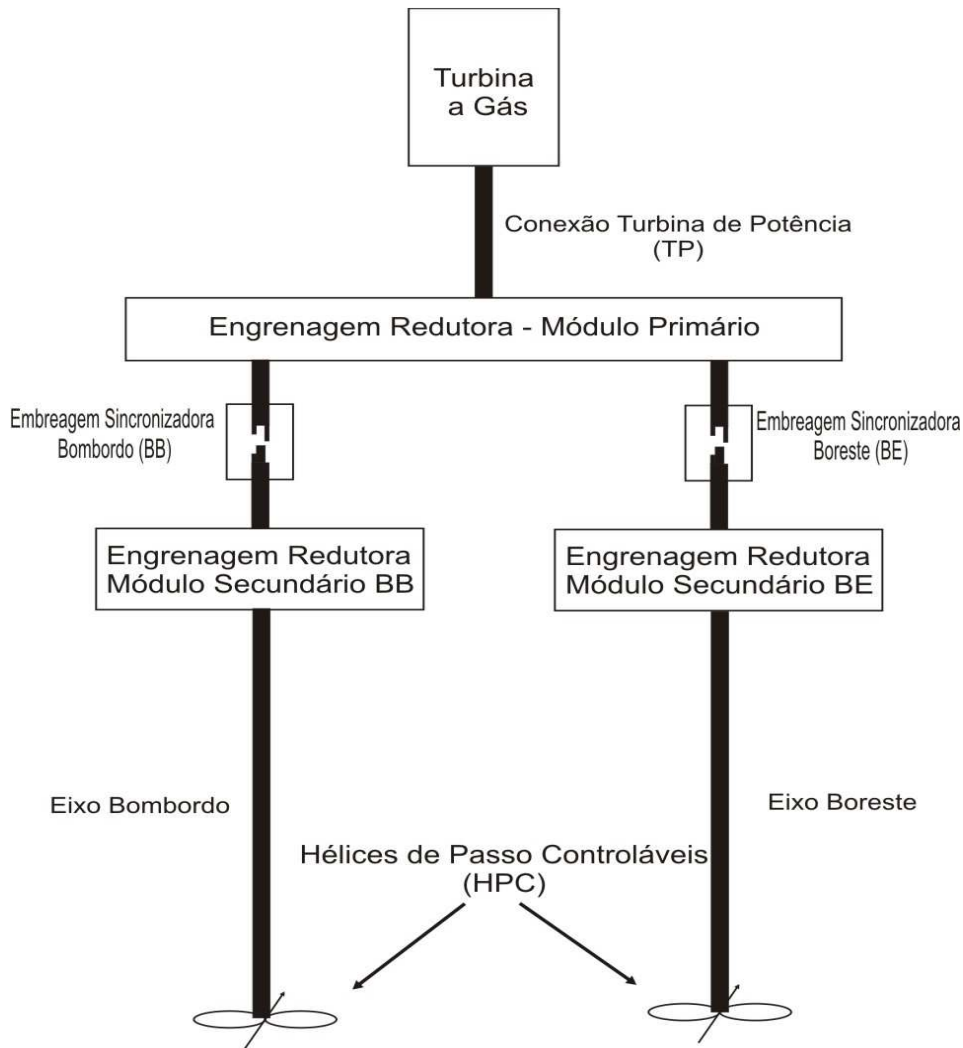 Turbina
a Gás
Conexão Turbina de Potência
(TP)
Engrenagem Redutora - Módulo Primário
Embreagem Sincronizadora
Bombordo (BB)
Embreagem Sincronizadora
Boreste (BE)
Engrenagem Redutora
Módulo Secundário BB
Engrenagem Redutora
Módulo Secundário BE
Eixo Bombordo
Eixo Boreste
Hélices de Passo Controláveis
(HPC)